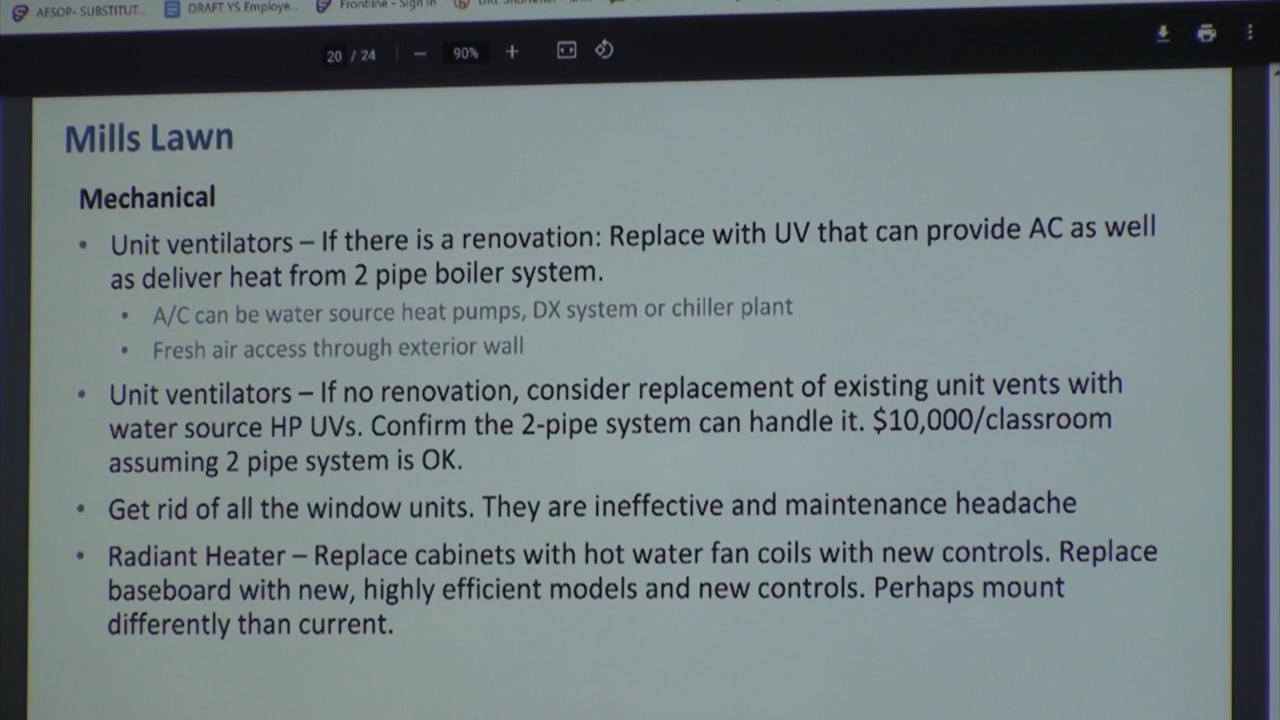 AESOP- SUBSTITUT...
DRAFT YS Employe...
Frontline - Sign In
20 / 24
90%
Mills Lawn
Mechanical
• Unit ventilators – If there is a renovation: Replace with UV that can provide AC as well
as deliver heat from 2 pipe boiler system.
• A/C can be water source heat pumps, DX system or chiller plant
• Fresh air access through exterior wall
• Unit ventilators – If no renovation, consider replacement of existing unit vents with
water source HP UVs. Confirm the 2-pipe system can handle it. $10,000/classroom
assuming 2 pipe system is OK.
• Get rid of all the window units. They are ineffective and maintenance headache
• Radiant Heater – Replace cabinets with hot water fan coils with new controls. Replace
baseboard with new, highly efficient models and new controls. Perhaps mount
differently than current.